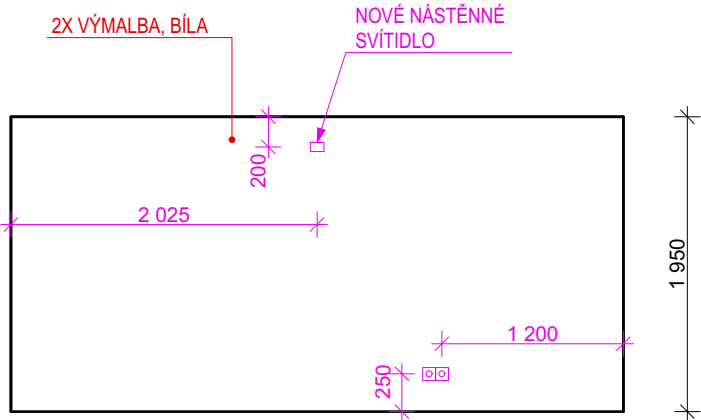 NOVÉ NÁSTĚNNÉ
SVÍTIDLO
2X VÝMALBA, BÍLA
200
2 025
1 950
1 200
250